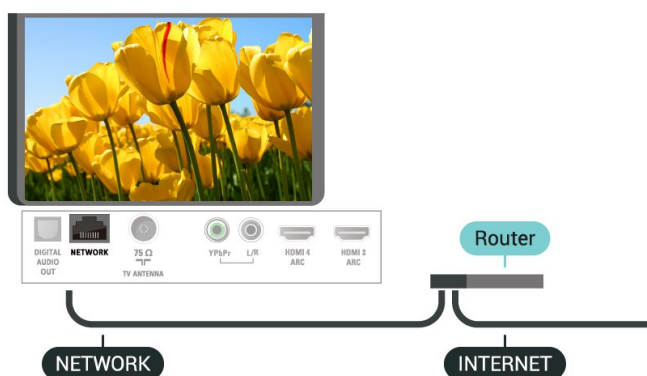 DIGITAL AUDIO OUT
NETWORK
75 Ω
TV ANTENNA
YPbPr
L/R
HDMI 4 ARC
HDMI 3 ARC
Router
NETWORK
INTERNET